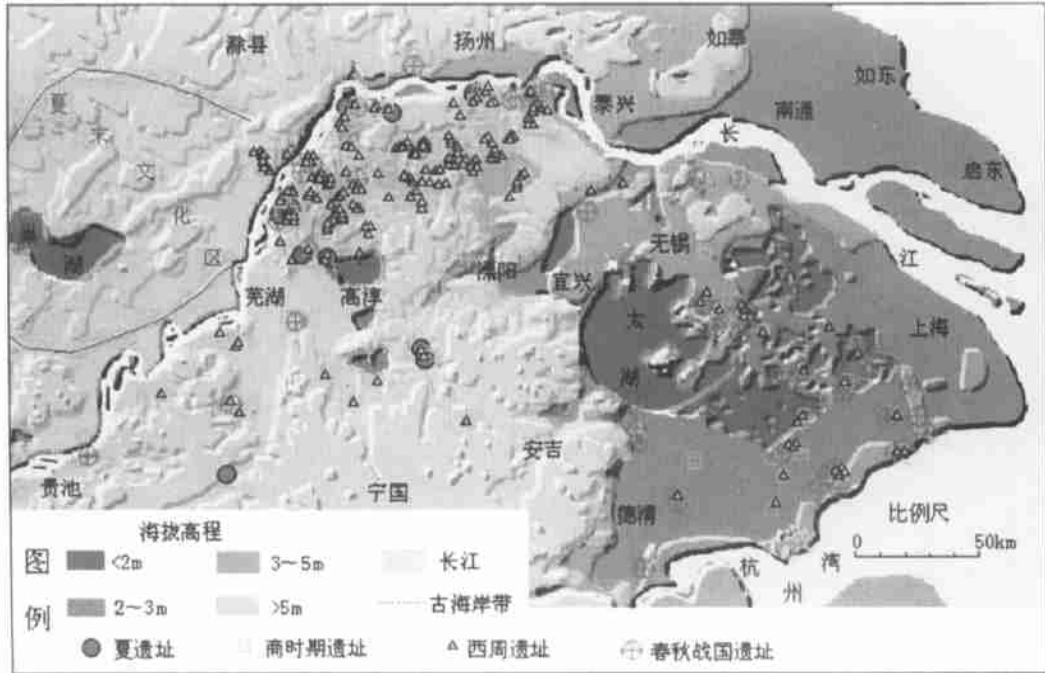 滁县
扬州
如皋
如东
泰兴
南通
长
江
启东
夏
末
文
化
区
湖
芜湖
高淳
溧阳
宜兴
无锡
太
湖
上海
安吉
宁国
德清
贵池
杭
州
湾
比例尺
0 50km
图
例
海拔高程
<2m
3~5m
长江
2~3m
>5m
古海岸带
夏遗址
商时期遗址
西周遗址
春秋战国遗址